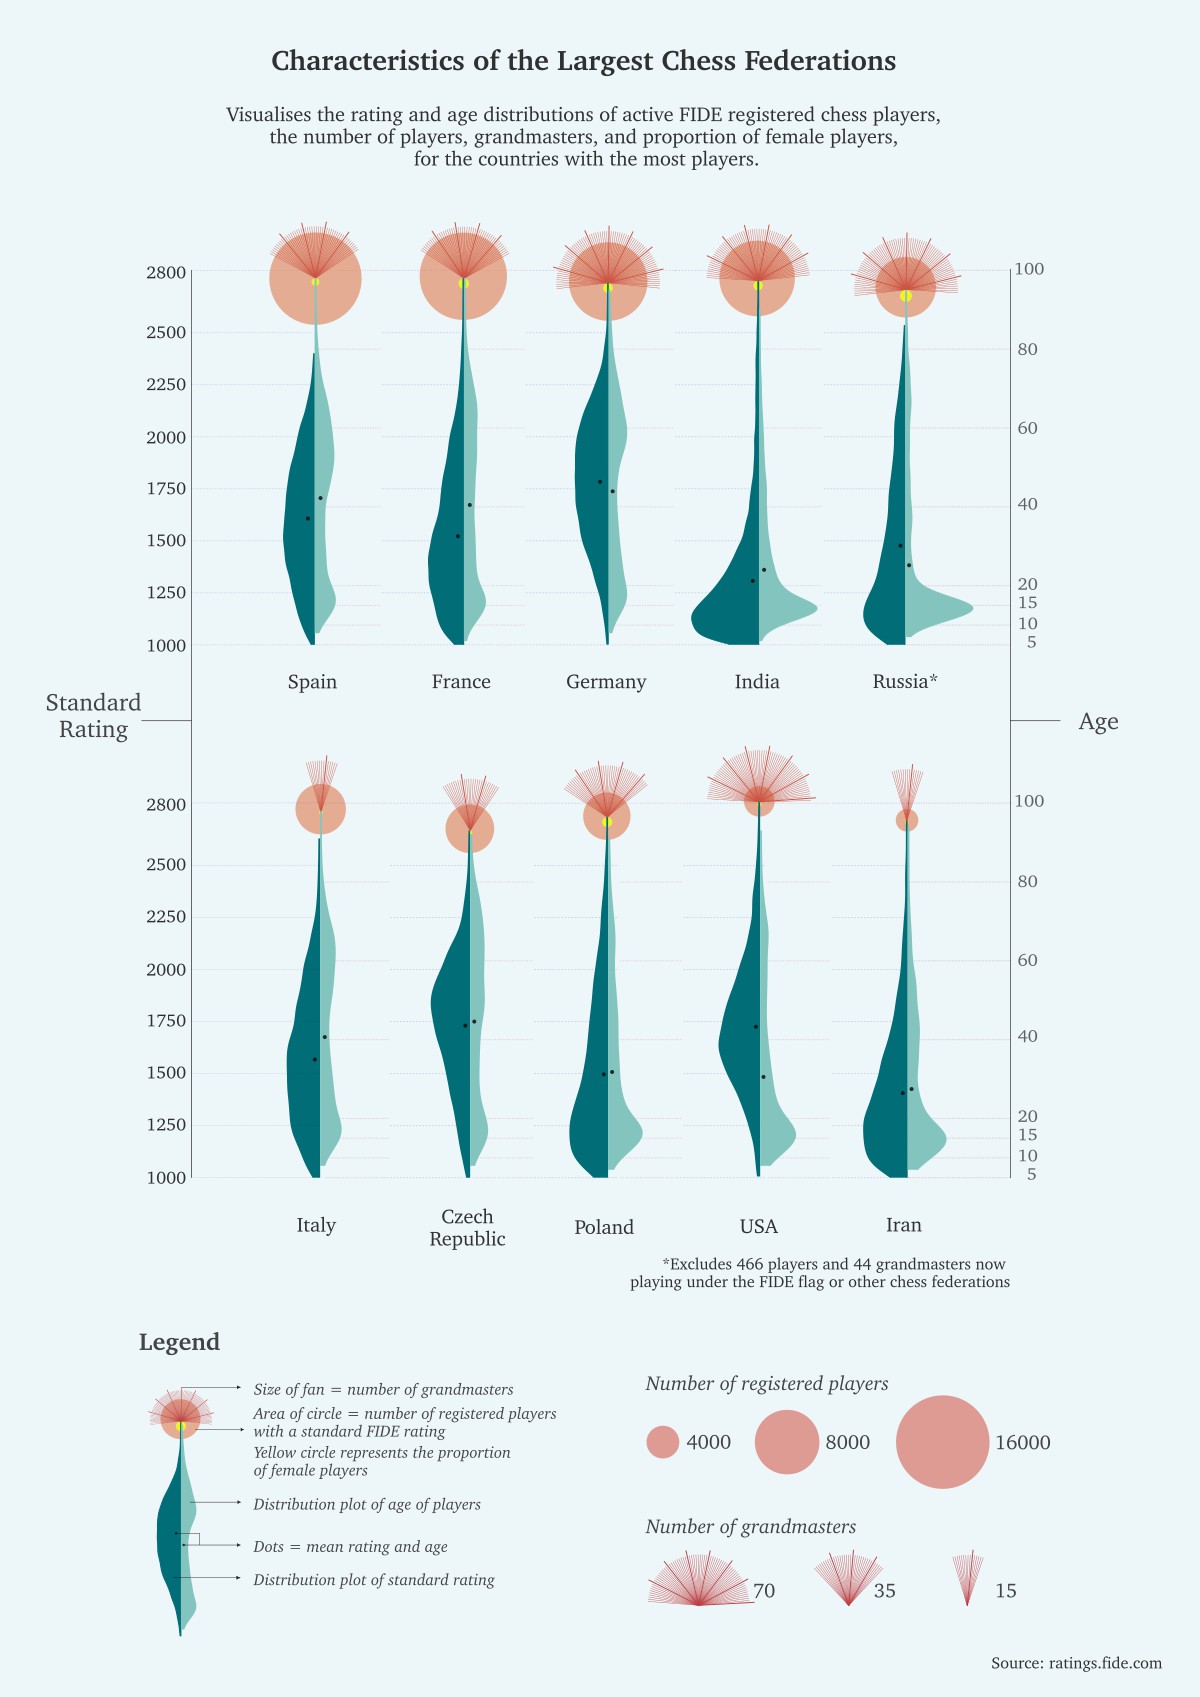 Characteristics of the Largest Chess Federations
Visualises the rating and age distributions of active FIDE registered chess players,
the number of players, grandmasters, and proportion of female players,
for the countries with the most players.
2800
2500
2250
2000
1750
1500
1250
1000
100
80
60
40
20
15
10
5
Spain
France
Germany
India
Russia*
Standard
Rating
Age
2800
2500
2250
2000
1750
1500
1250
1000
100
80
60
40
20
15
10
5
Italy
Czech
Republic
Poland
USA
Iran
*Excludes 466 players and 44 grandmasters now
playing under the FIDE flag or other chess federations
Legend
Size of fan = number of grandmasters
Area of circle = number of registered players
with a standard FIDE rating
Yellow circle represents the proportion
of female players
Distribution plot of age of players
Dots = mean rating and age
Distribution plot of standard rating
Number of registered players
4000
8000
16000
Number of grandmasters
70
35
15
Source: ratings.fide.com